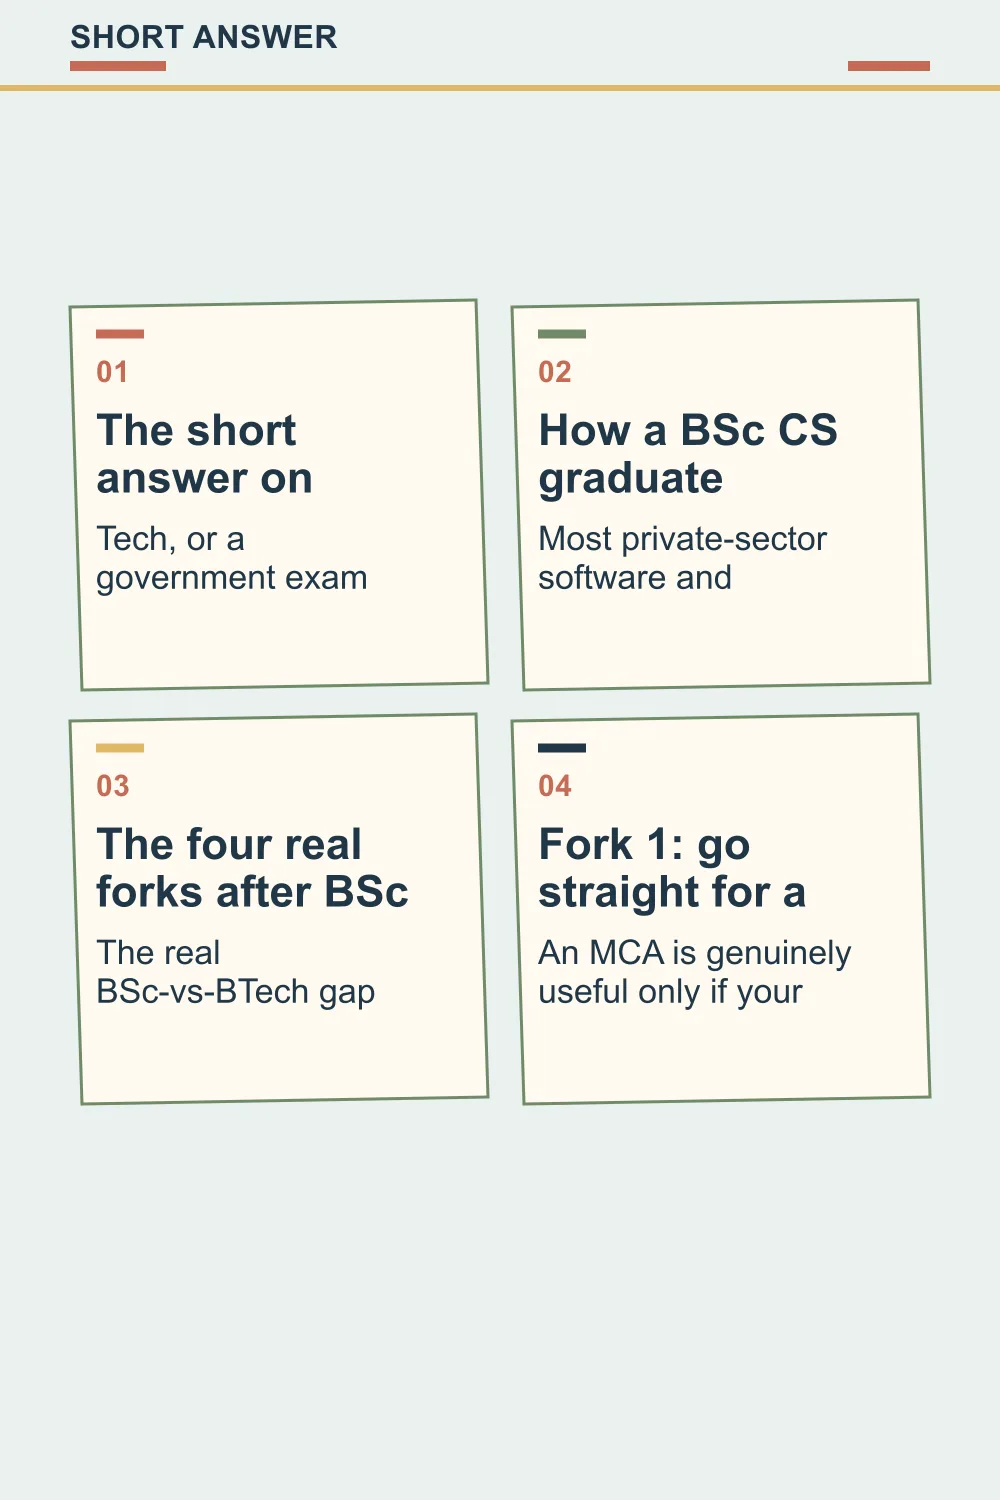 SHORT ANSWER
01
The short
answer on
Tech, or a
government exam
02
How a BSc CS
graduate
Most private-sector
software and
03
The four real
forks after BSc
The real
BSc-vs-BTech gap
04
Fork 1: go
straight for a
An MCA is genuinely
useful only if your